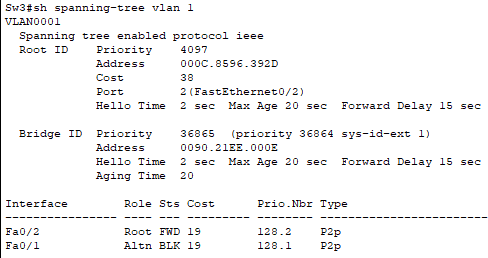 Sw3#sh spanning-tree vlan 1
VLAN0001
  Spanning tree enabled protocol ieee
  Root ID    Priority    4097
             Address     000C.8596.392D
             Cost        38
             Port        2(FastEthernet0/2)
             Hello Time  2 sec  Max Age 20 sec  Forward Delay 15 sec

  Bridge ID  Priority    36865  (priority 36864 sys-id-ext 1)
             Address     0090.21EE.000E
             Hello Time  2 sec  Max Age 20 sec  Forward Delay 15 sec
             Aging Time  20

Interface        Role Sts Cost      Prio.Nbr Type
---------------- ---- --- --------- -------- --------------------------------
Fa0/2            Root FWD 19        128.2    P2p
Fa0/1            Altn BLK 19        128.1    P2p